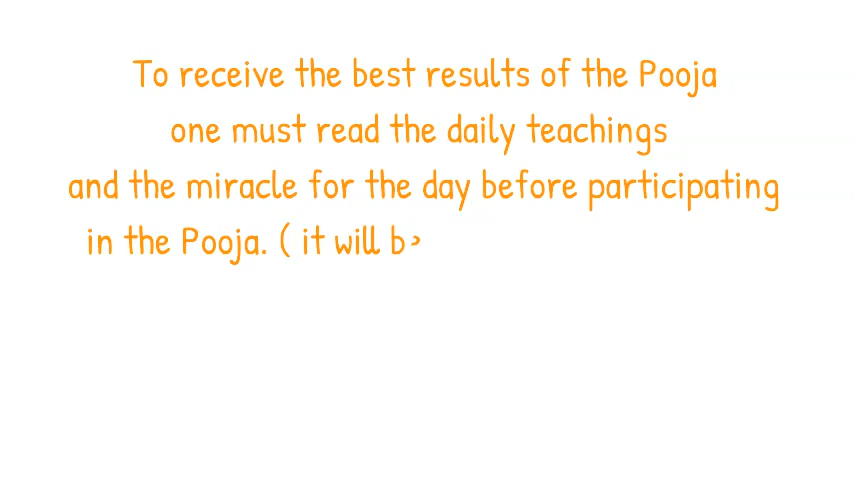 To receive the best results of the Pooja
one must read the daily teachings
and the miracle for the day before participating
in the Pooja. ( it will b